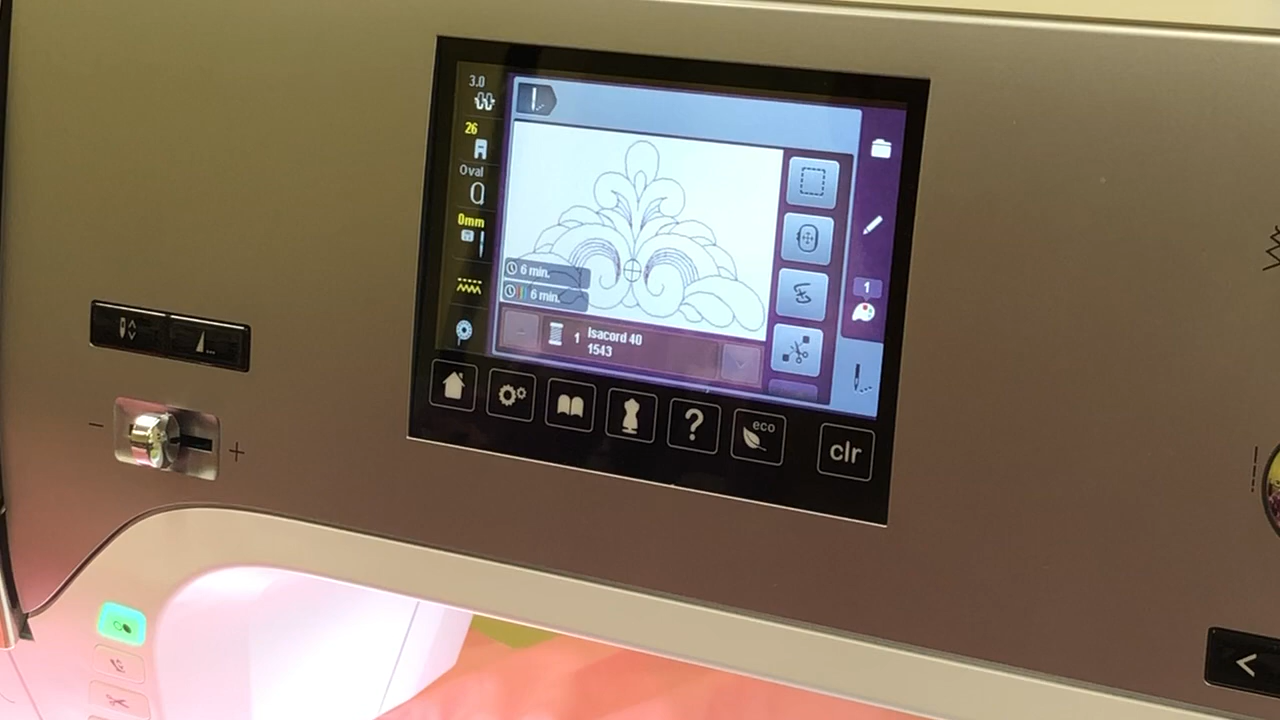 3.0
26
Oval
0mm
6 min.
6 min.
1 Isacord 40
1543
1
?
eco
clr
- +
<